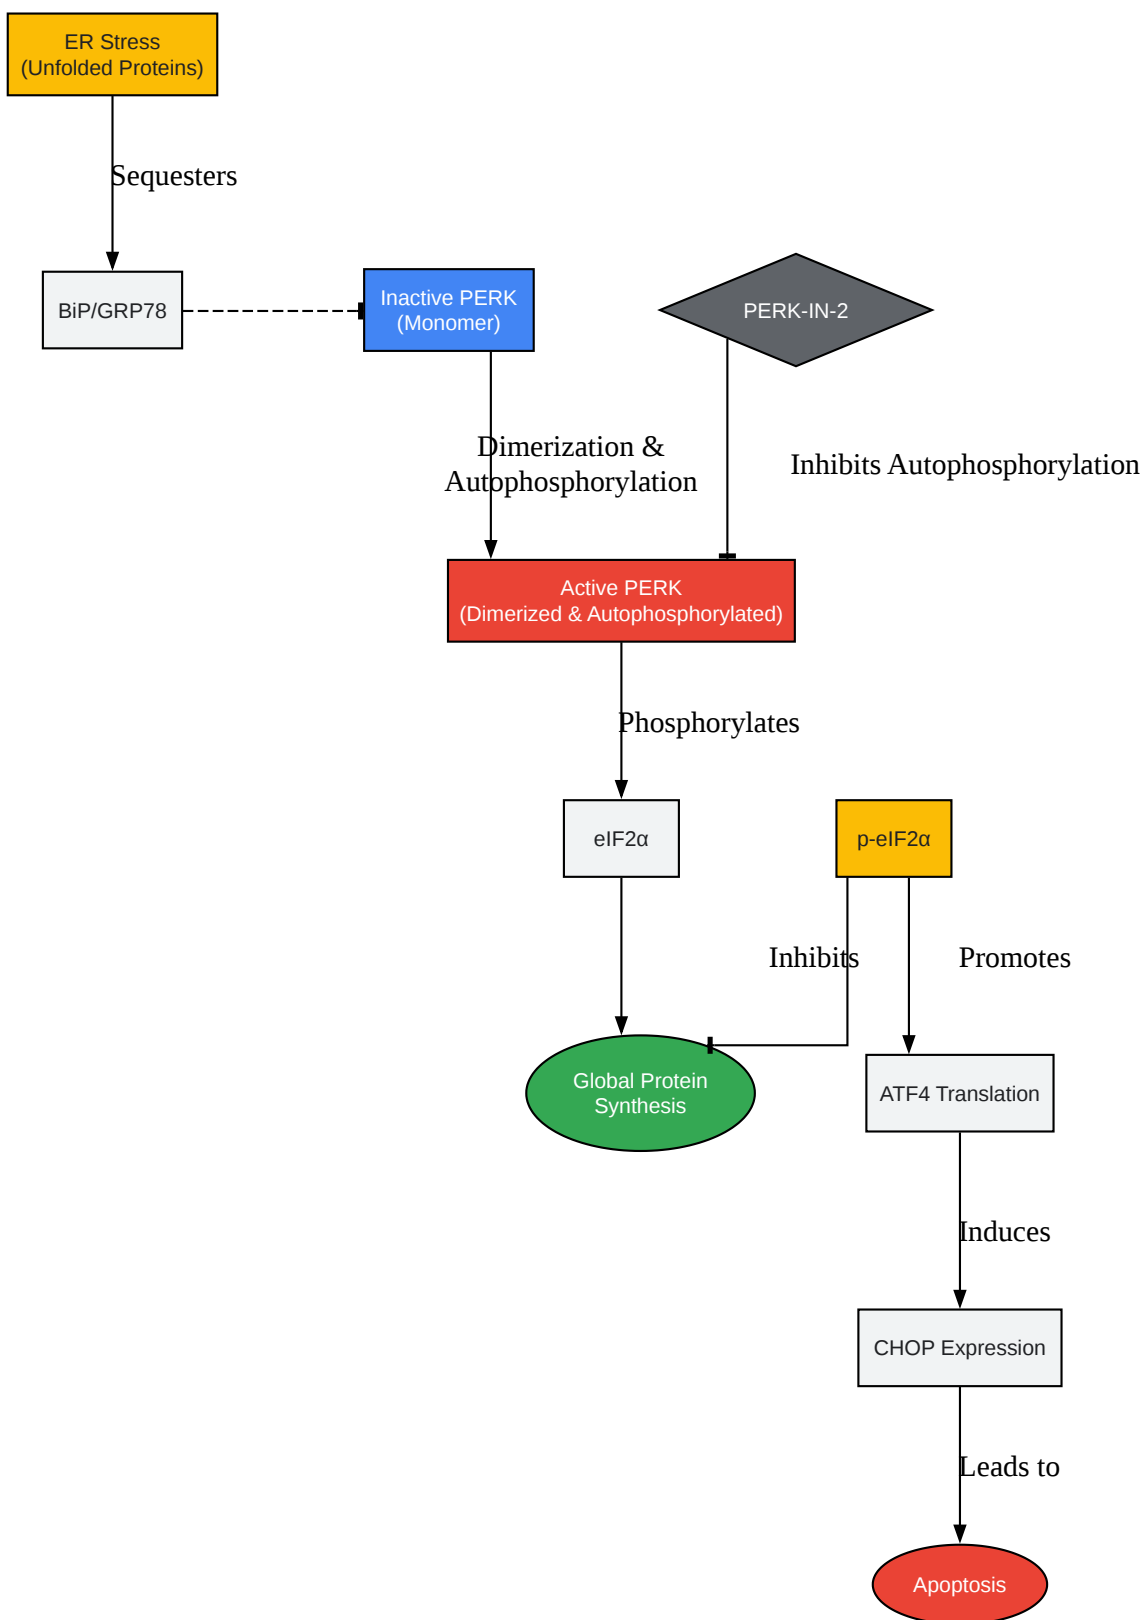 ER Stress
(Unfolded Proteins)
Sequesters
BiP/GRP78
Inactive PERK
(Monomer)
PERK-IN-2
Dimerization &
Autophosphorylation
Inhibits Autophosphorylation
Active PERK
(Dimerized & Autophosphorylated)
Phosphorylates
eIF2α
p-eIF2α
Inhibits
Promotes
Global Protein
Synthesis
ATF4 Translation
Induces
CHOP Expression
Leads to
Apoptosis